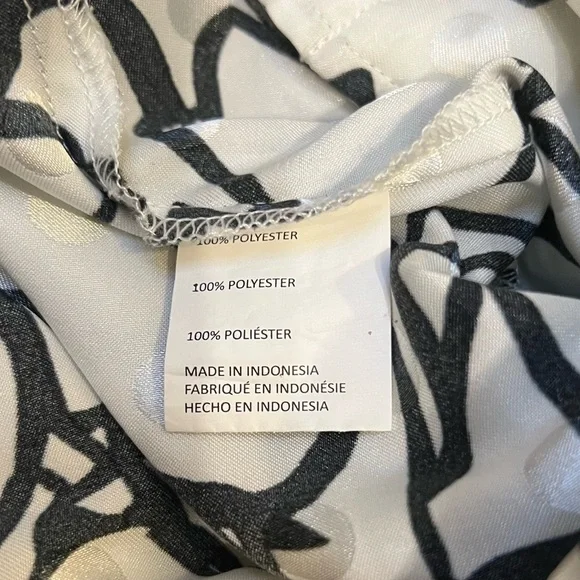 100% POLYESTER
100% POLYESTER
100% POLIÉSTER
MADE IN INDONESIA
FABRIQUÉ EN INDONÉSIE
HECHO EN INDONESIA